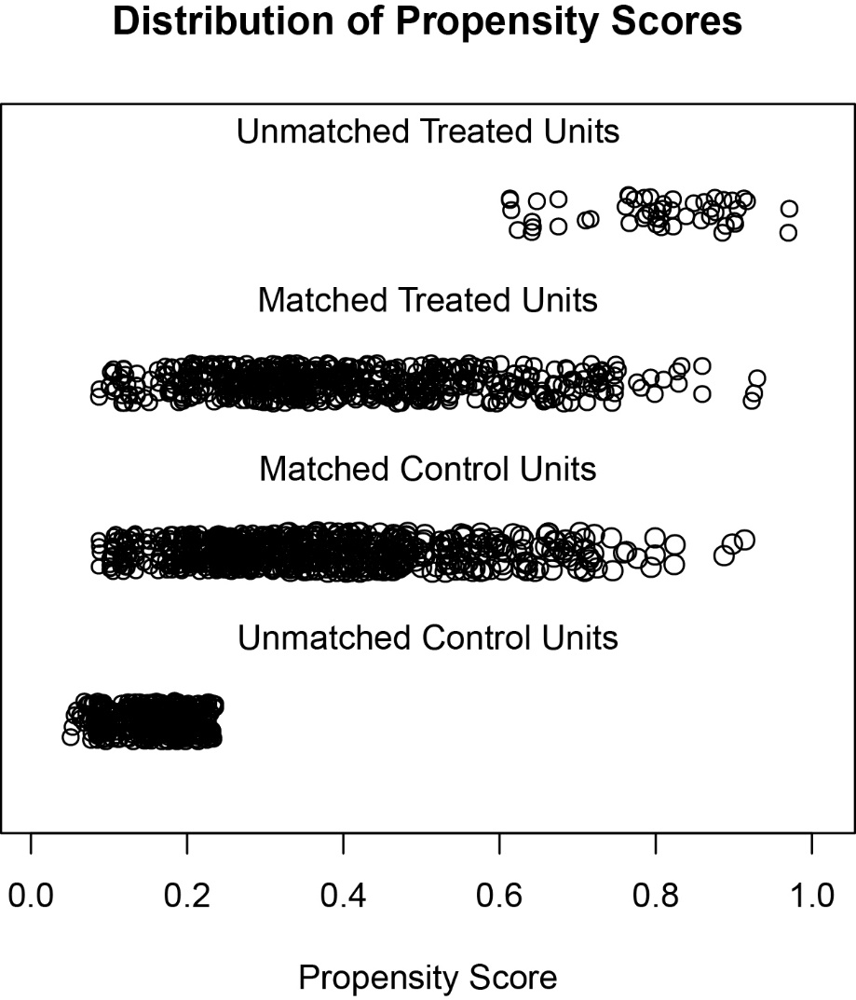 Distribution of Propensity Scores
Unmatched Treated Units
Matched Treated Units
Matched Control Units
Unmatched Control Units
0.0 0.2 0.4 0.6 0.8 1.0
Propensity Score